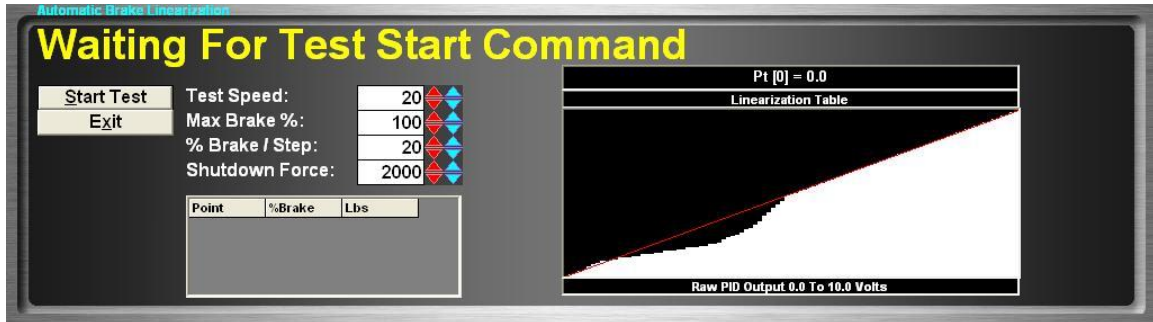 Automatic Brake Linearization
Waiting For Test Start Command
Start Test
Exit
Test Speed: 20
Max Brake %: 100
% Brake / Step: 20
Shutdown Force: 2000
Point %Brake Lbs
Pt [0] = 0.0
Linearization Table
Raw PID Output 0.0 To 10.0 Volts